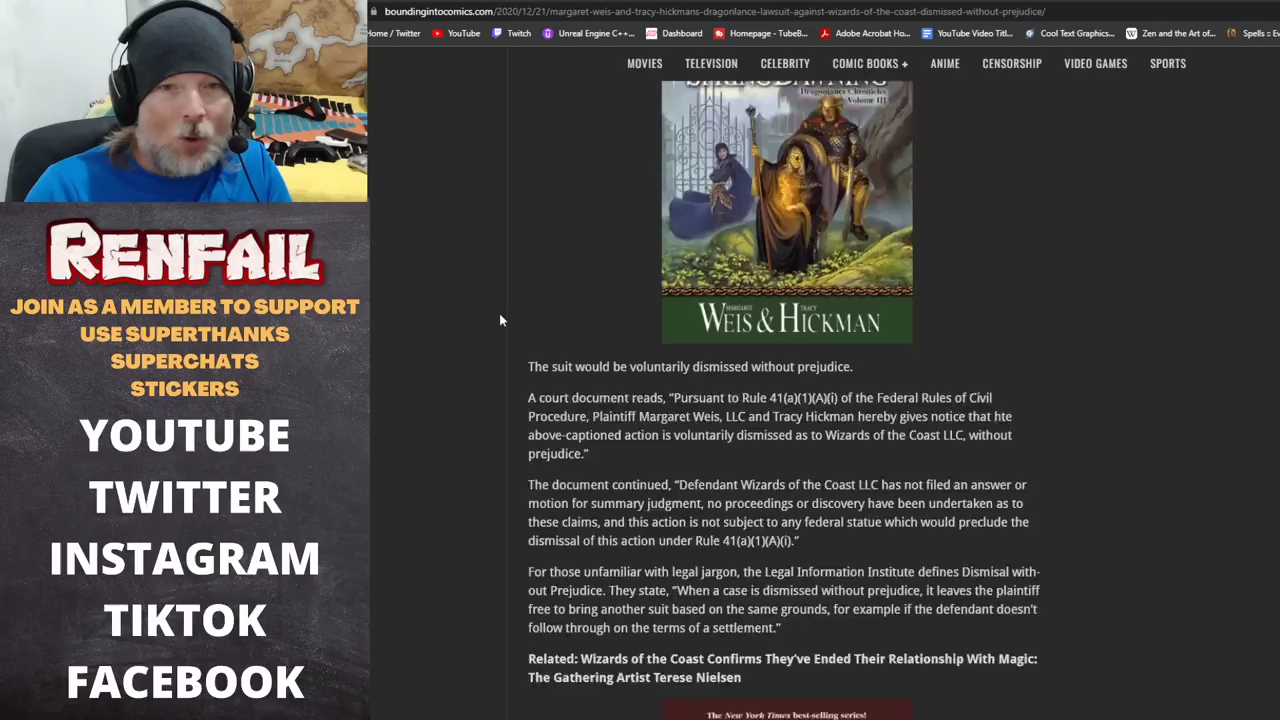 boundingintocomics.com/2020/12/21/margaret-weis-and-tracy-hickmans-dragonlance-lawsuit-against-wizards-of-the-coast-dismissed-without-prejudice/
Home / Twitter
YouTube
Twitch
Unreal Engine C++...
Dashboard
Homepage - TubeB...
Adobe Acrobat Ho...
YouTube Video Titl...
Cool Text Graphics...
Zen and the Art of...
Spells ::
MOVIES TELEVISION CELEBRITY COMIC BOOKS + ANIME CENSORSHIP VIDEO GAMES SPORTS
SPRING DAWNING
Dragonlance Chronicles
Volume III
MARGARET WEIS & TRACY HICKMAN
The suit would be voluntarily dismissed without prejudice.
A court document reads, “Pursuant to Rule 41(a)(1)(A)(i) of the Federal Rules of Civil
Procedure, Plaintiff Margaret Weis, LLC and Tracy Hickman hereby gives notice that hte
above-captioned action is voluntarily dismissed as to Wizards of the Coast LLC, without
prejudice.”
The document continued, “Defendant Wizards of the Coast LLC has not filed an answer or
motion for summary judgment, no proceedings or discovery have been undertaken as to
these claims, and this action is not subject to any federal statue which would preclude the
dismissal of this action under Rule 41(a)(1)(A)(i).”
For those unfamiliar with legal jargon, the Legal Information Institute defines Dismisal with-
out Prejudice. They state, “When a case is dismissed without prejudice, it leaves the plaintiff
free to bring another suit based on the same grounds, for example if the defendant doesn’t
follow through on the terms of a settlement.”
Related: Wizards of the Coast Confirms They’ve Ended Their Relationship With Magic:
The Gathering Artist Terese Nielsen
The New York Times best-selling series!
RENFAIL
JOIN AS A MEMBER TO SUPPORT
USE SUPERTHANKS
SUPERCHATS
STICKERS
YOUTUBE
TWITTER
INSTAGRAM
TIKTOK
FACEBOOK